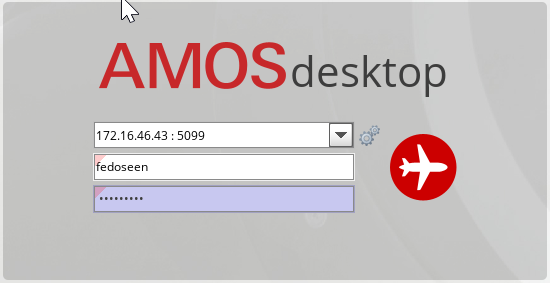 AMOSdesktop
172.16.46.43 : 5099
fedoseen
•••••••••